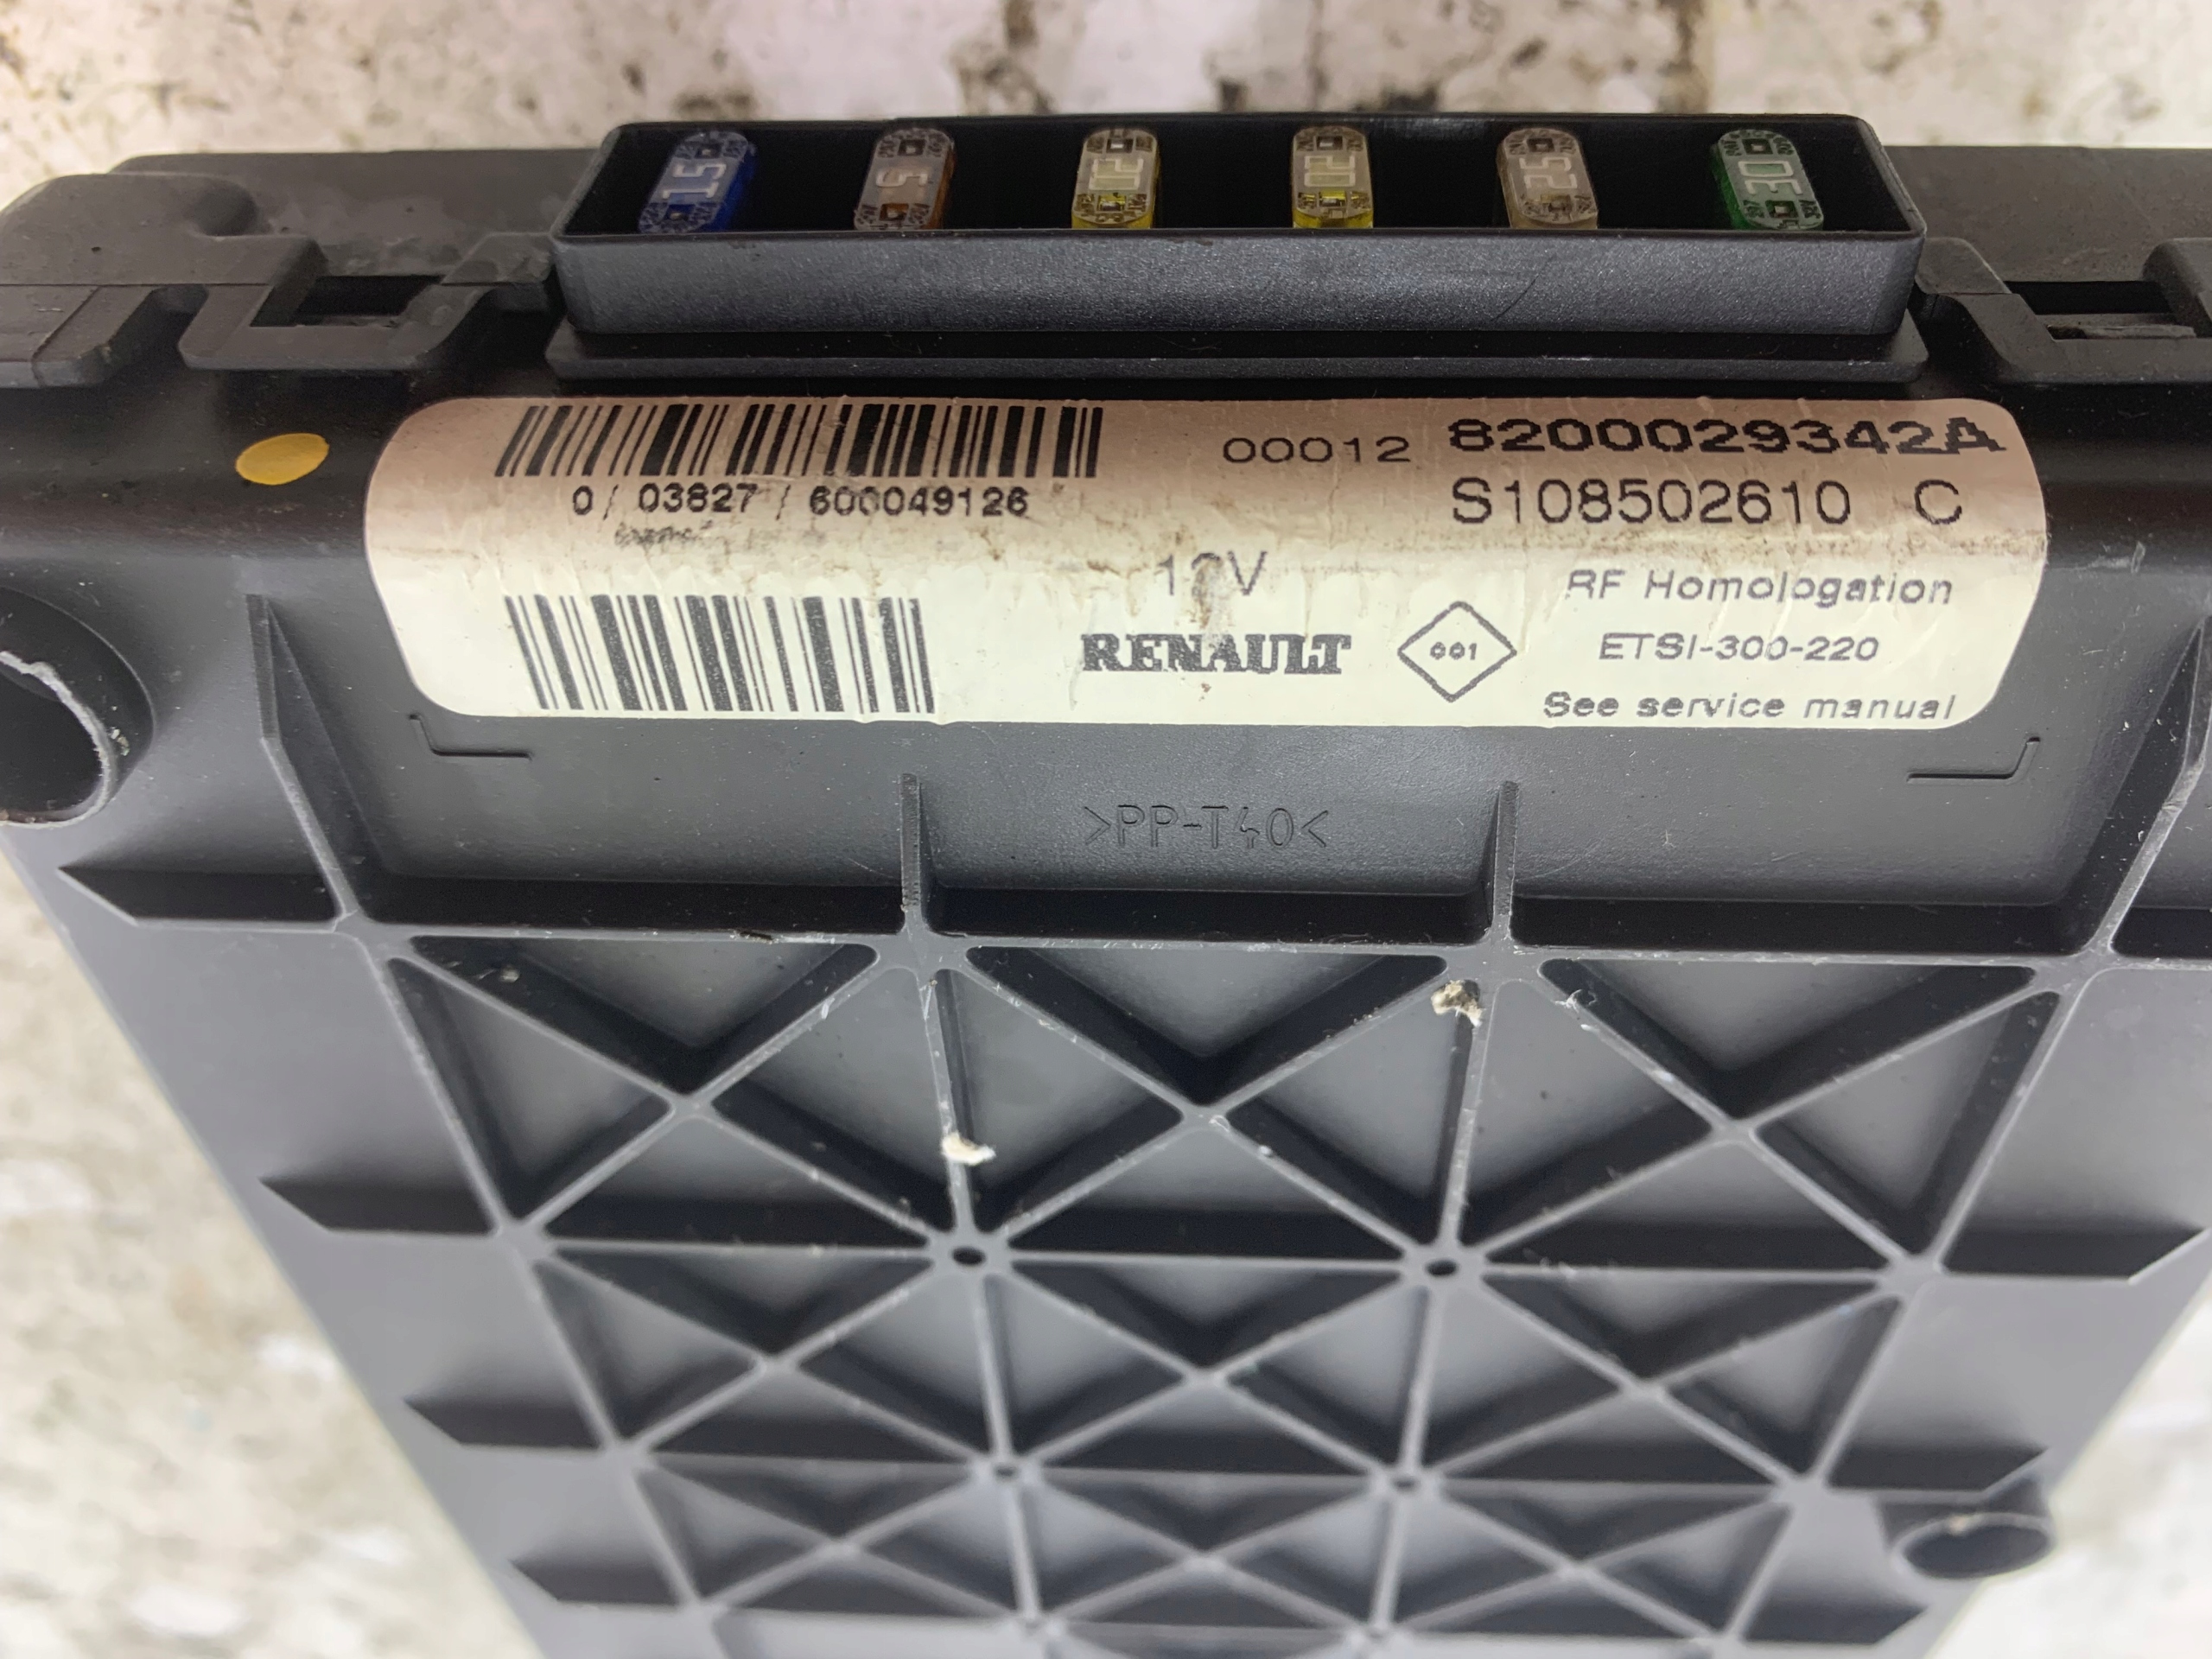 15
5
20
20
25
30
00012 8200029342A
0/ 03827 / 600049126
S108502610 C
12V
RF Homologation
RENAULT
001
ETSI-300-220
See service manual
>PP-T40<